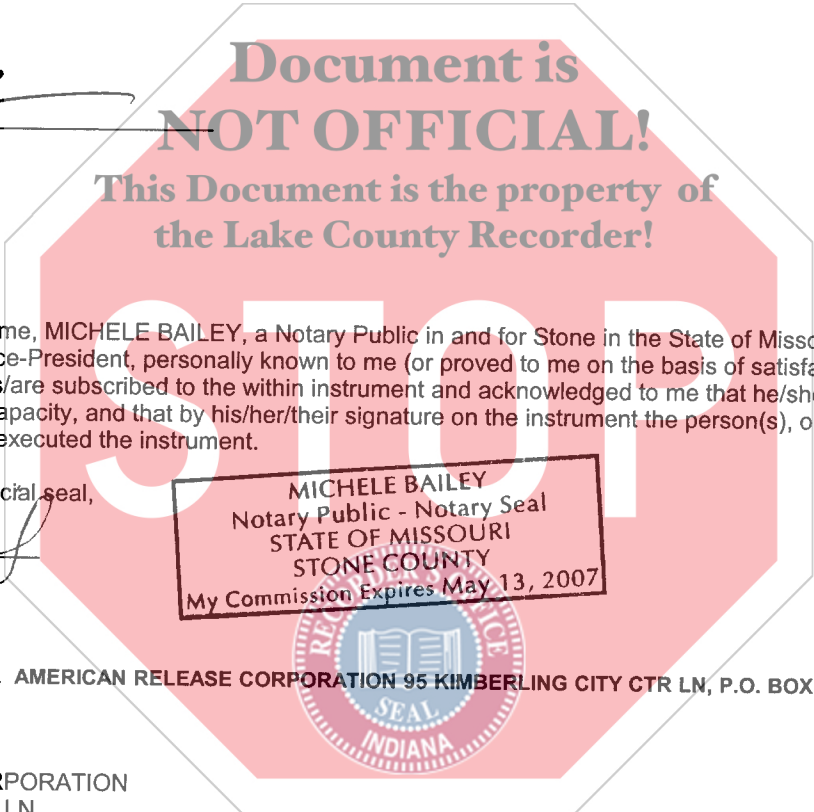 Document is
NOT OFFICIAL!
This Document is the property of
the Lake County Recorder!
STOP
me, MICHELE BAILEY, a Notary Public in and for Stone in the State of Misso
ce-President, personally known to me (or proved to me on the basis of satisfa
s/are subscribed to the within instrument and acknowledged to me that he/she
apacity, and that by his/her/their signature on the instrument the person(s), o
executed the instrument.
cial seal,
MICHELE BAILEY
Notary Public - Notary Seal
STATE OF MISSOURI
STONE COUNTY
My Commission Expires May 13, 2007
RECORDER'S OFFICE
SEAL
INDIANA
AMERICAN RELEASE CORPORATION 95 KIMBERLING CITY CTR LN, P.O. BOX
RPORATION
LN